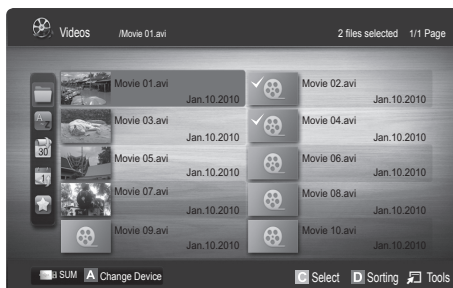 Videos /Movie 01.avi 2 files selected 1/1 Page
Movie 01.avi Movie 02.avi
Jan.10.2010 Jan.10.2010
Movie 03.avi Movie 04.avi
Jan.10.2010 Jan.10.2010
Movie 05.avi Movie 06.avi
Jan.10.2010 Jan.10.2010
Movie 07.avi Movie 08.avi
Jan.10.2010 Jan.10.2010
Movie 09.avi Movie 10.avi
Jan.10.2010 Jan.10.2010
A
Z
30
SUM A Change Device C Select D Sorting Tools